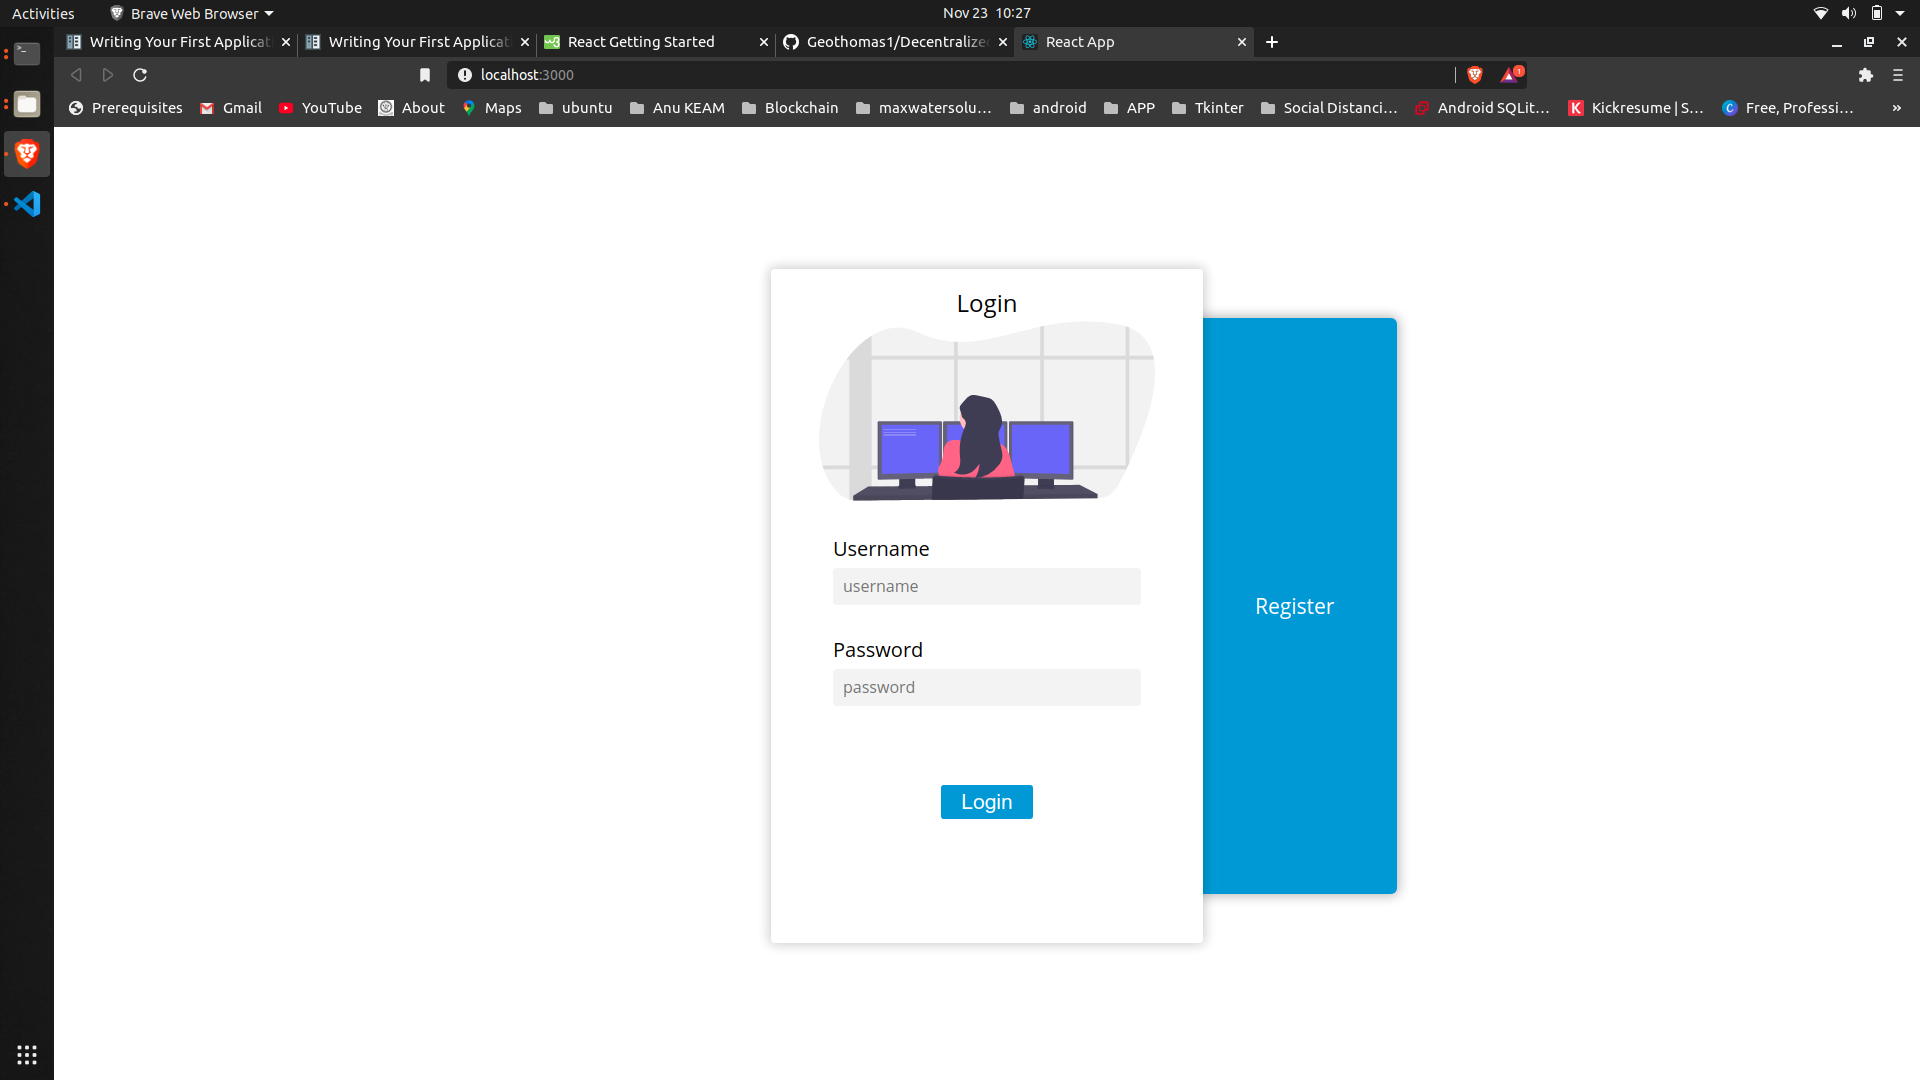 Activities
Brave Web Browser
Nov 23 10:27
Writing Your First Applicat
Writing Your First Applicat
React Getting Started
Geothomas1/Decentralized
React App
localhost:3000
1
Prerequisites
Gmail
YouTube
About
Maps
ubuntu
Anu KEAM
Blockchain
maxwatersolu…
android
APP
Tkinter
Social Distanci…
Android SQLit…
K
Kickresume | S…
C
Free, Professi…
»
Login
Username
username
Password
password
Login
Register